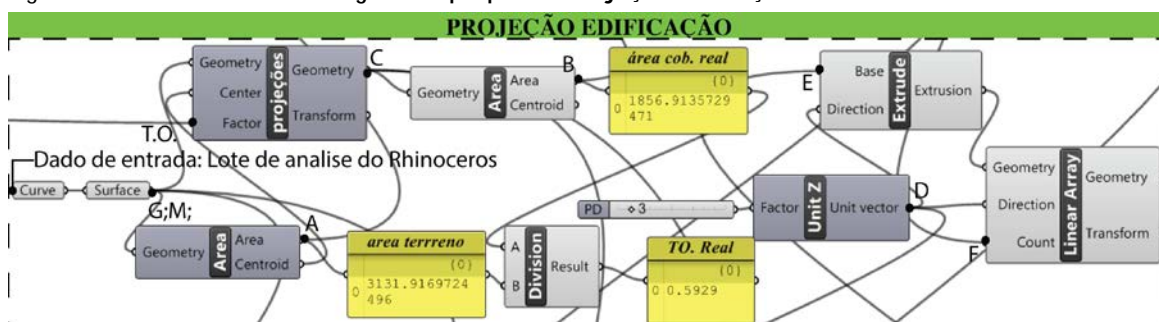 PROJEÇÃO EDIFICAÇÃO
Geometry
Center
Factor
projeções
Geometry
Transform
C
T.O.
Geometry
Area
Area
Centroid
B
área cob. real
{0}
0 1856.9135729
471
E
Base
Direction
Extrude
Extrusion
Dado de entrada: Lote de analise do Rhinoceros
Curve
Surface
G;M;
Geometry
Area
Area
Centroid
A
area terrreno
{0}
0 3131.9169724
496
A
B
Division
Result
PD
3
TO. Real
{0}
0 0.5929
Factor
Unit Z
Unit vector
D
F
Geometry
Direction
Count
Linear Array
Geometry
Transform